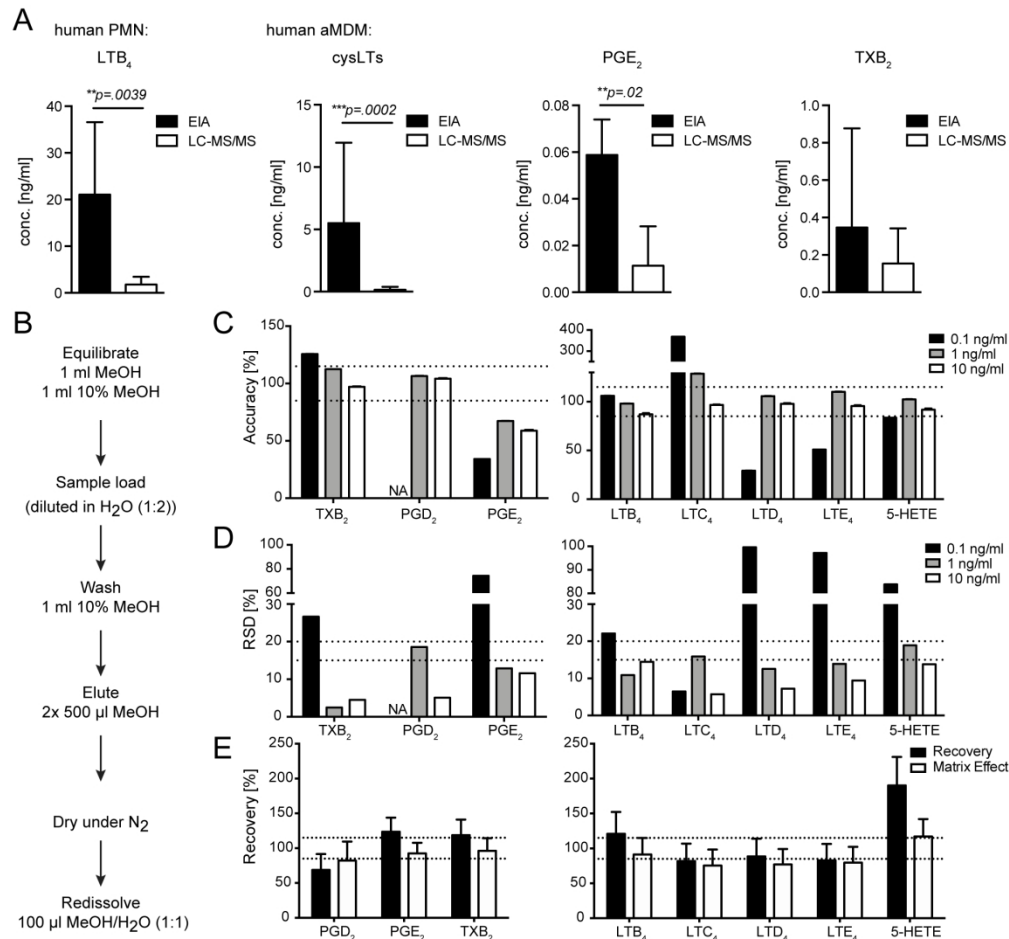 A
human PMN:
LTB4
**p=.0039
40
30
20
10
0
conc. [ng/ml]
EIA
LC-MS/MS
human aMDM:
cysLTs
***p=.0002
15
10
5
0
conc. [ng/ml]
EIA
LC-MS/MS
PGE2
**p=.02
0.08
0.06
0.04
0.02
0.00
conc. [ng/ml]
EIA
LC-MS/MS
TXB2
1.0
0.8
0.6
0.4
0.2
0.0
conc. [ng/ml]
EIA
LC-MS/MS
B
Equilibrate
1 ml MeOH
1 ml 10% MeOH
Sample load
(diluted in H2O (1:2))
Wash
1 ml 10% MeOH
Elute
2x 500 µl MeOH
Dry under N2
Redissolve
100 µl MeOH/H2O (1:1)
C
Accuracy [%]
150
100
50
0
NA
TXB2 PGD2 PGE2
400
300
150
100
50
0
LTB4 LTC4 LTD4 LTE4 5-HETE
0.1 ng/ml
1 ng/ml
10 ng/ml
D
RSD [%]
100
80
60
30
20
10
0
NA
TXB2 PGD2 PGE2
100
80
60
30
20
10
0
LTB4 LTC4 LTD4 LTE4 5-HETE
0.1 ng/ml
1 ng/ml
10 ng/ml
E
Recovery [%]
250
200
150
100
50
0
PGD2 PGE2 TXB2
250
200
150
100
50
0
LTB4 LTC4 LTD4 LTE4 5-HETE
Recovery
Matrix Effect